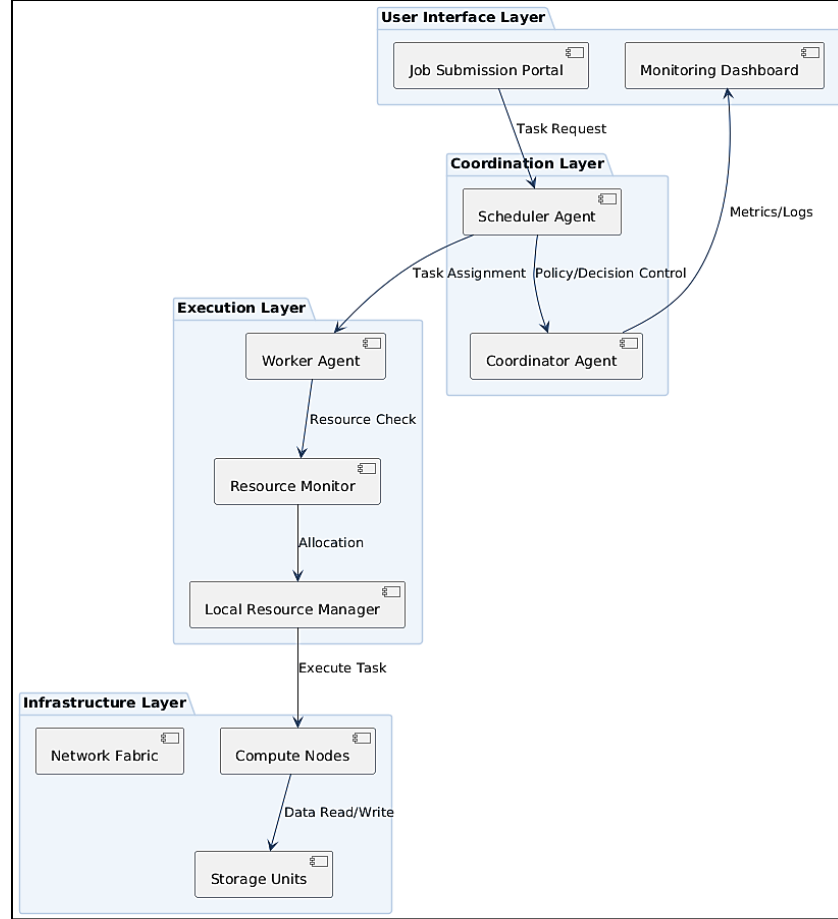 User Interface Layer
Job Submission Portal
Monitoring Dashboard
Task Request
Coordination Layer
Scheduler Agent
Metrics/Logs
Task Assignment
Policy/Decision Control
Execution Layer
Worker Agent
Coordinator Agent
Resource Check
Resource Monitor
Allocation
Local Resource Manager
Execute Task
Infrastructure Layer
Network Fabric
Compute Nodes
Data Read/Write
Storage Units